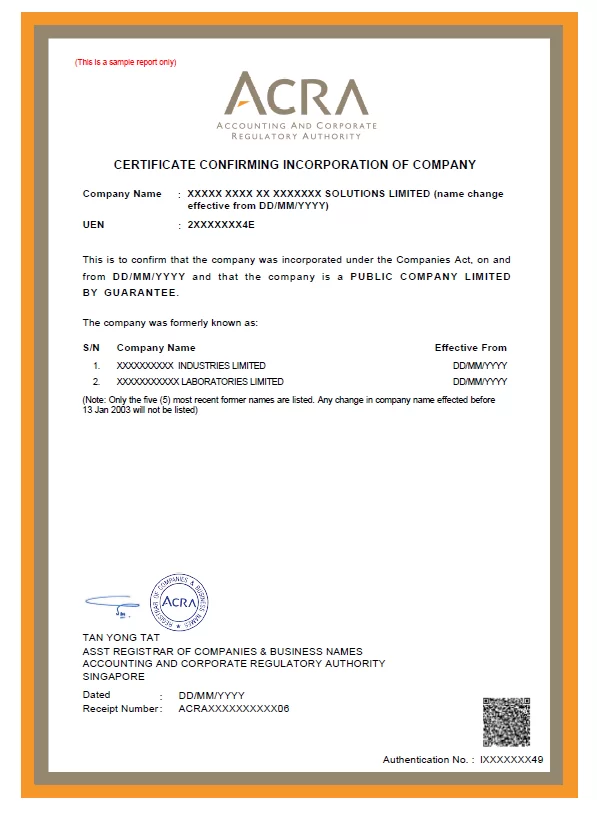 (This is a sample report only)
ACRA
ACCOUNTING AND CORPORATE
REGULATORY AUTHORITY
CERTIFICATE CONFIRMING INCORPORATION OF COMPANY
Company Name : XXXXX XXXX XX XXXXXXX SOLUTIONS LIMITED (name change
effective from DD/MM/YYYY)
UEN : 2XXXXXXX4E
This is to confirm that the company was incorporated under the Companies Act, on and
from DD/MM/YYYY and that the company is a PUBLIC COMPANY LIMITED
BY GUARANTEE.
The company was formerly known as:
S/N Company Name Effective From
1. XXXXXXXXXX INDUSTRIES LIMITED DD/MM/YYYY
2. XXXXXXXXXXX LABORATORIES LIMITED DD/MM/YYYY
(Note: Only the five (5) most recent former names are listed. Any change in company name effected before
13 Jan 2003 will not be listed)
REGISTRAR OF COMPANIES & BUSINESS NAMES
ACRA
TAN YONG TAT
ASST REGISTRAR OF COMPANIES & BUSINESS NAMES
ACCOUNTING AND CORPORATE REGULATORY AUTHORITY
SINGAPORE
Dated : DD/MM/YYYY
Receipt Number : ACRAXXXXXXXXXX06
Authentication No. : IXXXXXXX49